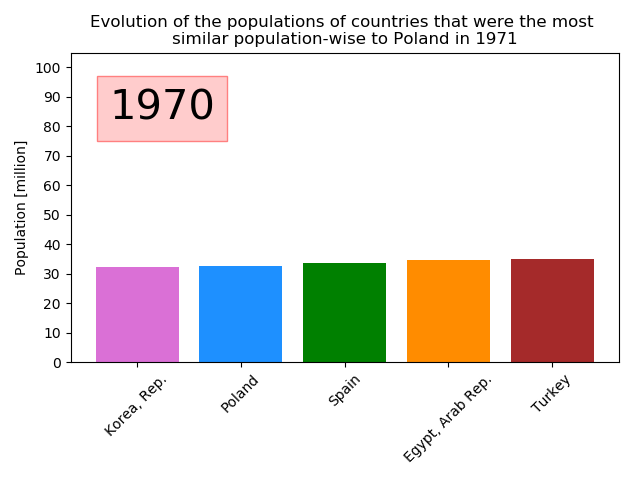 Evolution of the populations of countries that were the most
similar population-wise to Poland in 1971
1970
Population [million]
100
90
80
70
60
50
40
30
20
10
0
Korea, Rep.
Poland
Spain
Egypt, Arab Rep.
Turkey